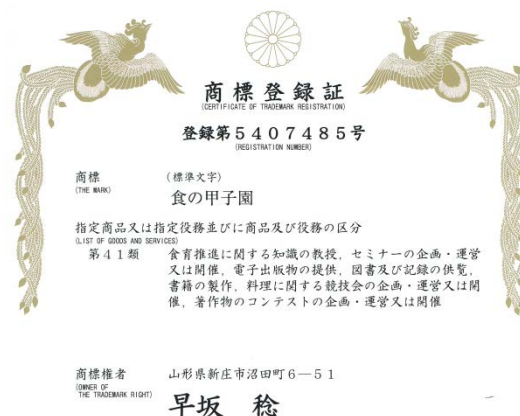 商標登録証
(CERTIFICATE OF TRADEMARK REGISTRATION)
登録第5407485号
(REGISTRATION NUMBER)
商標 (標準文字)
(THE MARK)
食の甲子園
指定商品又は指定役務並びに商品及び役務の区分
(LIST OF GOODS AND SERVICES)
第41類 食育推進に関する知識の教授,セミナーの企画・運営
又は開催,電子出版物の提供,図書及び記録の供覧,
書籍の製作,料理に関する競技会の企画・運営又は開
催,著作物のコンテストの企画・運営又は開催
商標権者 山形県新庄市沼田町6―51
(OWNER OF
THE TRADEMARK RIGHT)
早坂 稔